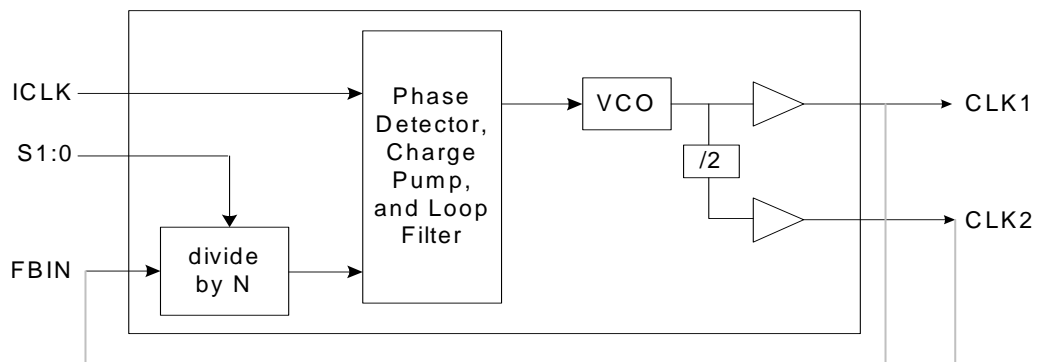 ICLK
S1:0
FBIN
divide
by N
Phase
Detector,
Charge
Pump,
and Loop
Filter
VCO
/2
CLK1
CLK2